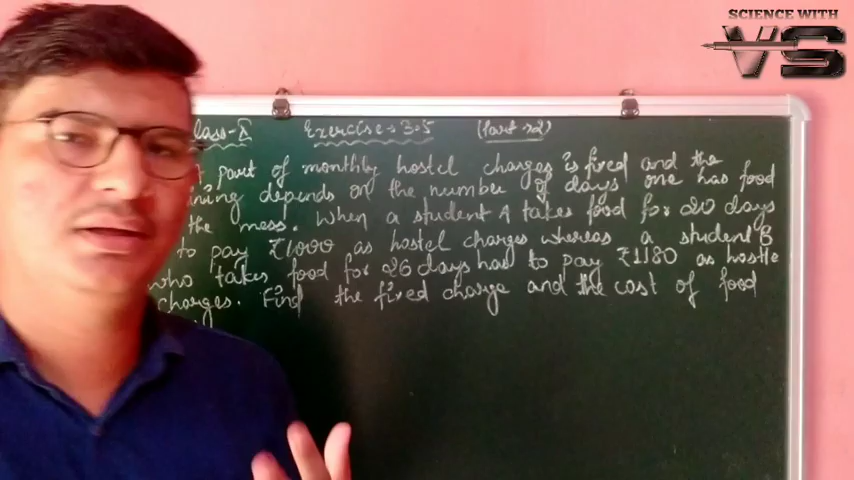 SCIENCE WITH
VS
lass-X Exercise→3.5 (Part→2)
part of monthly hostel charges is fixed and the
ining depends on the number of days one has food
the mess. When a student A takes food for 20 days
to pay ₹1000 as hostel charges whereas a student B
who takes food for 26 days has to pay ₹1180 as hostle
charges. Find the fixed charge and the cost of food